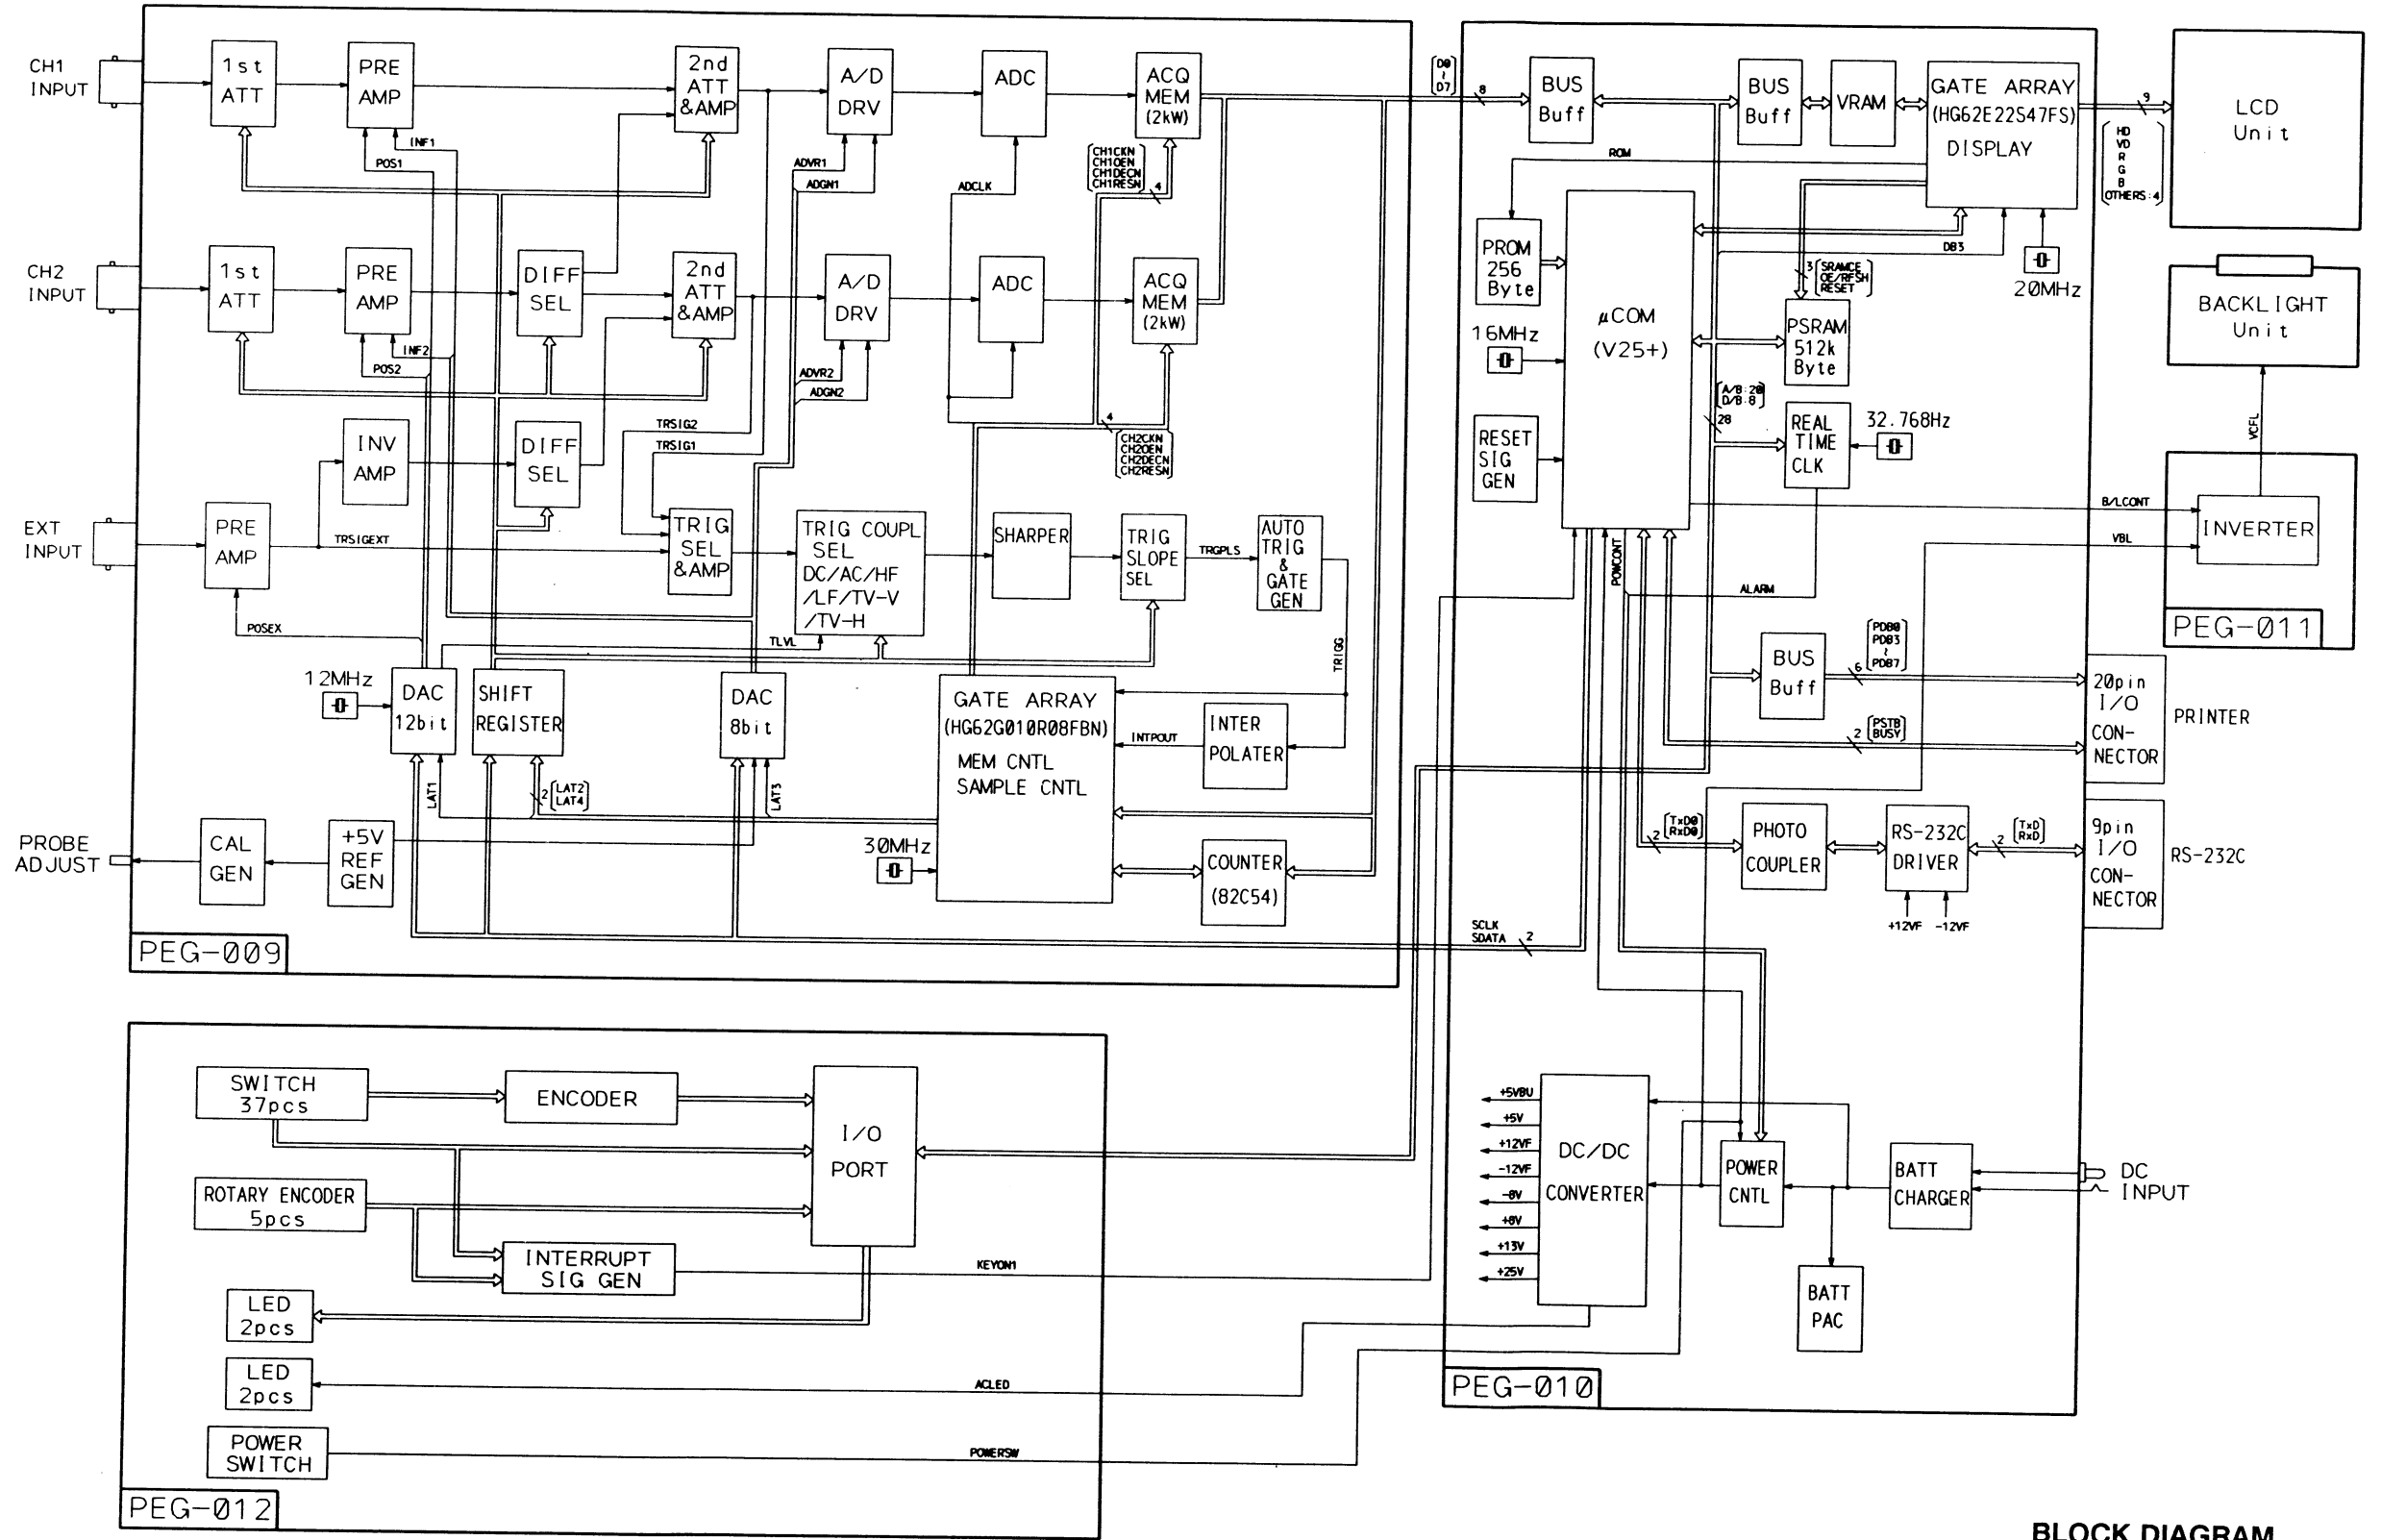 CH1
INPUT
1st
ATT
PRE
AMP
2nd
ATT
&AMP
A/D
DRV
ADC
ACQ
MEM
(2kW)
INF1
POS1
ADVR1
ADGN1
ADCLK
CH1CKN
CH1OEN
CH1DECN
CH1RESN
4
CH2
INPUT
1st
ATT
PRE
AMP
DIFF
SEL
2nd
ATT
&AMP
A/D
DRV
ADC
ACQ
MEM
(2kW)
INF2
POS2
ADVR2
ADGN2
TRSIG2
TRSIG1
4
CH2CKN
CH2OEN
CH2DECN
CH2RESN
INV
AMP
DIFF
SEL
EXT
INPUT
PRE
AMP
TRSIGEXT
TRIG
SEL
&AMP
TRIG COUPL
SEL
DC/AC/HF
/LF/TV-V
/TV-H
SHARPER
TRIG
SLOPE
SEL
TRGPLS
AUTO
TRIG
&
GATE
GEN
POSEX
TLVL
TRIGG
12MHz
DAC
12bit
SHIFT
REGISTER
DAC
8bit
GATE ARRAY
(HG62G010R08FBN)
MEM CNTL
SAMPLE CNTL
INTPOUT
INTER
POLATER
LAT1
2
LAT2
LAT4
LAT3
PROBE
ADJUST
CAL
GEN
+5V
REF
GEN
30MHz
COUNTER
(82C54)
PEG-009
D0
~
D7
8
BUS
Buff
BUS
Buff
VRAM
GATE ARRAY
(HG62E22S47FS)
DISPLAY
9
HD
VD
R
G
B
OTHERS:4
LCD
Unit
ROM
PROM
256
Byte
μCOM
(V25+)
DB3
20MHz
3
SRAMCE
OE/RFSH
RESET
BACKLIGHT
Unit
16MHz
PSRAM
512k
Byte
A/B:20
D/B:8
28
RESET
SIG
GEN
REAL
TIME
CLK
32.768Hz
VCFL
B/LCONT
VBL
INVERTER
PEG-011
POWCONT
ALARM
BUS
Buff
PDB0
PDB3
~
PDB7
6
20pin
I/O
CON-
NECTOR
PRINTER
2
PSTB
BUSY
TxD0
RxD0
2
PHOTO
COUPLER
RS-232C
DRIVER
2
TxD
RxD
9pin
I/O
CON-
NECTOR
RS-232C
+12VF
-12VF
SCLK
SDATA
2
+5VBU
+5V
+12VF
-12VF
-8V
+8V
+13V
+25V
DC/DC
CONVERTER
POWER
CNTL
BATT
CHARGER
DC
INPUT
BATT
PAC
PEG-010
SWITCH
37pcs
ENCODER
I/O
PORT
ROTARY ENCODER
5pcs
INTERRUPT
SIG GEN
KEYON1
LED
2pcs
LED
2pcs
ACLED
POWER
SWITCH
POWERSW
PEG-012
BLOCK DIAGRAM